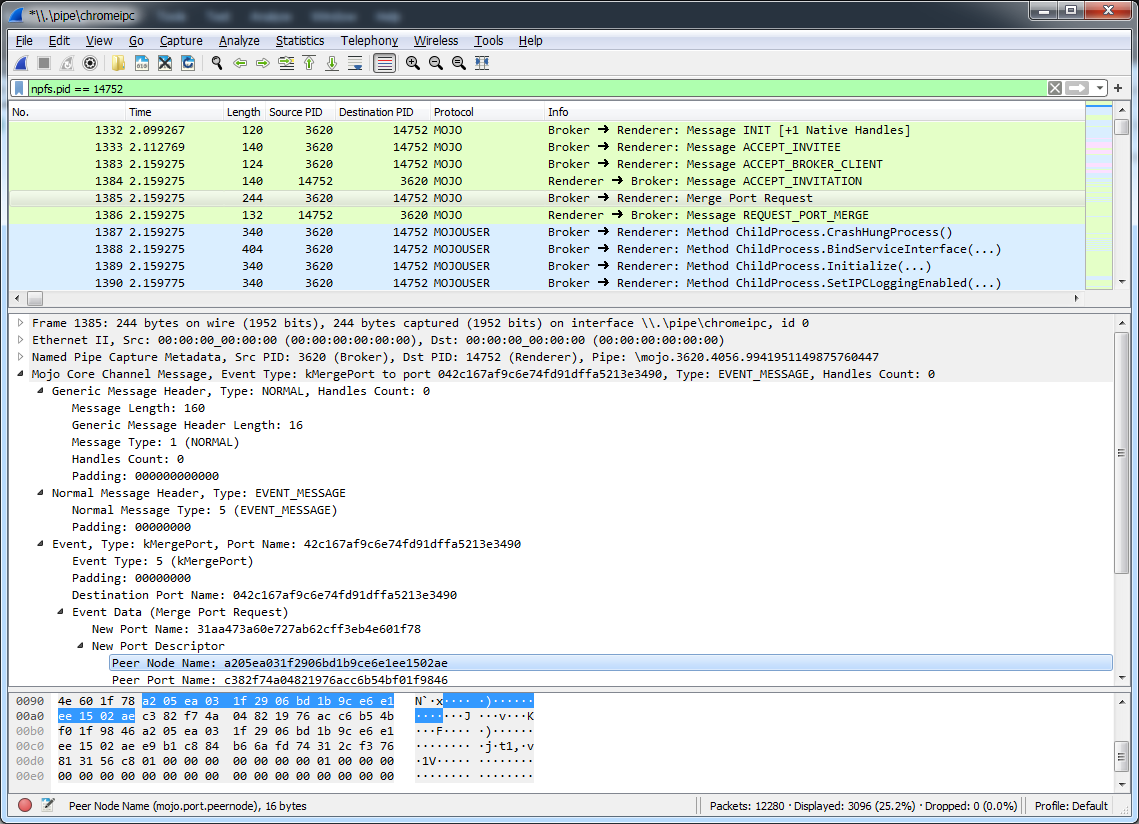 *\\.\pipe\chromeipc
File Edit View Go Capture Analyze Statistics Telephony Wireless Tools Help
npfs.pid == 14752
No. Time Length Source PID Destination PID Protocol Info
1332 2.099267 120 3620 14752 MOJO Broker → Renderer: Message INIT [+1 Native Handles]
1333 2.112769 140 3620 14752 MOJO Broker → Renderer: Message ACCEPT_INVITEE
1383 2.159275 124 3620 14752 MOJO Broker → Renderer: Message ACCEPT_BROKER_CLIENT
1384 2.159275 140 14752 3620 MOJO Renderer → Broker: Message ACCEPT_INVITATION
1385 2.159275 244 3620 14752 MOJO Broker → Renderer: Merge Port Request
1386 2.159275 132 14752 3620 MOJO Renderer → Broker: Message REQUEST_PORT_MERGE
1387 2.159275 340 3620 14752 MOJOUSER Broker → Renderer: Method ChildProcess.CrashHungProcess()
1388 2.159275 404 3620 14752 MOJOUSER Broker → Renderer: Method ChildProcess.BindServiceInterface(...)
1389 2.159275 340 3620 14752 MOJOUSER Broker → Renderer: Method ChildProcess.Initialize(...)
1390 2.159275 340 3620 14752 MOJOUSER Broker → Renderer: Method ChildProcess.SetIPCLoggingEnabled(...)
Frame 1385: 244 bytes on wire (1952 bits), 244 bytes captured (1952 bits) on interface \\.\pipe\chromeipc, id 0
Ethernet II, Src: 00:00:00_00:00:00 (00:00:00:00:00:00), Dst: 00:00:00_00:00:00 (00:00:00:00:00:00)
Named Pipe Capture Metadata, Src PID: 3620 (Broker), Dst PID: 14752 (Renderer), Pipe: \mojo.3620.4056.9941951149875760447
Mojo Core Channel Message, Event Type: kMergePort to port 042c167af9c6e74fd91dffa5213e3490, Type: EVENT_MESSAGE, Handles Count: 0
Generic Message Header, Type: NORMAL, Handles Count: 0
Message Length: 160
Generic Message Header Length: 16
Message Type: 1 (NORMAL)
Handles Count: 0
Padding: 000000000000
Normal Message Header, Type: EVENT_MESSAGE
Normal Message Type: 5 (EVENT_MESSAGE)
Padding: 00000000
Event, Type: kMergePort, Port Name: 42c167af9c6e74fd91dffa5213e3490
Event Type: 5 (kMergePort)
Padding: 00000000
Destination Port Name: 042c167af9c6e74fd91dffa5213e3490
Event Data (Merge Port Request)
New Port Name: 31aa473a60e727ab62cff3eb4e601f78
New Port Descriptor
Peer Node Name: a205ea031f2906bd1b9ce6e1ee1502ae
Peer Port Name: c382f74a04821976acc6b54bf01f9846
0090 4e 60 1f 78 a2 05 ea 03 1f 29 06 bd 1b 9c e6 e1 N`·x···· ·)······
00a0 ee 15 02 ae c3 82 f7 4a 04 82 19 76 ac c6 b5 4b ·······J ···v···K
00b0 f0 1f 98 46 a2 05 ea 03 1f 29 06 bd 1b 9c e6 e1 ···F···· ·)······
00c0 ee 15 02 ae e9 b1 c8 84 b6 6a fd 74 31 2c f3 76 ········ ·j·t1,·v
00d0 81 31 56 c8 01 00 00 00 00 00 00 00 01 00 00 00 ·1V····· ········
00e0 00 00 00 00 00 00 00 00 00 00 00 00 00 00 00 00 ········ ········
Peer Node Name (mojo.port.peernode), 16 bytes Packets: 12280 · Displayed: 3096 (25.2%) · Dropped: 0 (0.0%) Profile: Default